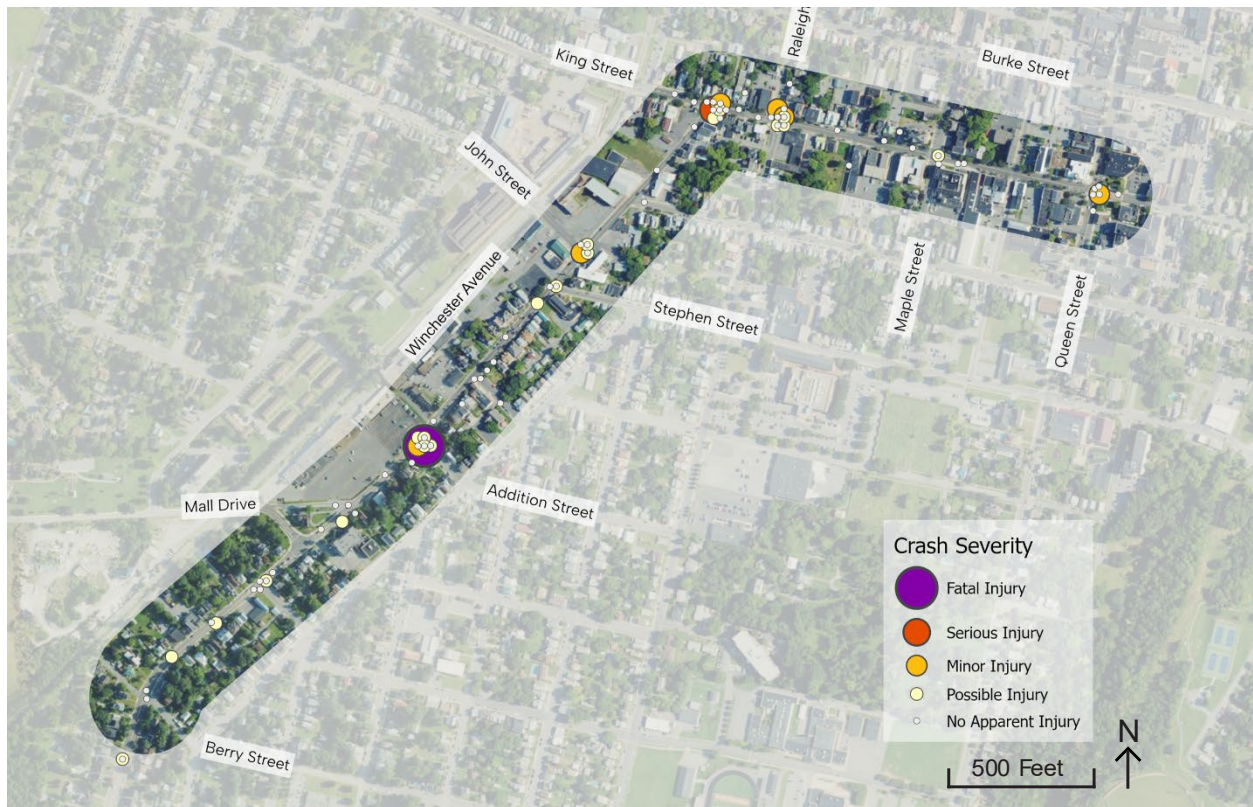 King Street
Raleigh
Burke Street
John Street
Winchester Avenue
Stephen Street
Maple Street
Queen Street
Mall Drive
Addition Street
Berry Street
Crash Severity
Fatal Injury
Serious Injury
Minor Injury
Possible Injury
No Apparent Injury
N
500 Feet